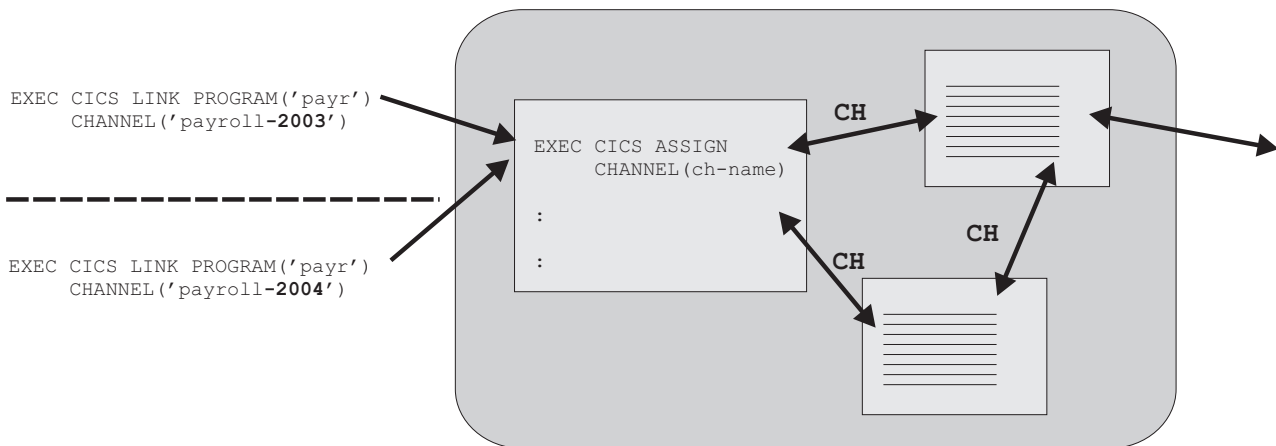 EXEC CICS LINK PROGRAM('payr')
CHANNEL('payroll-2003')
EXEC CICS LINK PROGRAM('payr')
CHANNEL('payroll-2004')
EXEC CICS ASSIGN
CHANNEL(ch-name)
:
:
CH
CH
CH